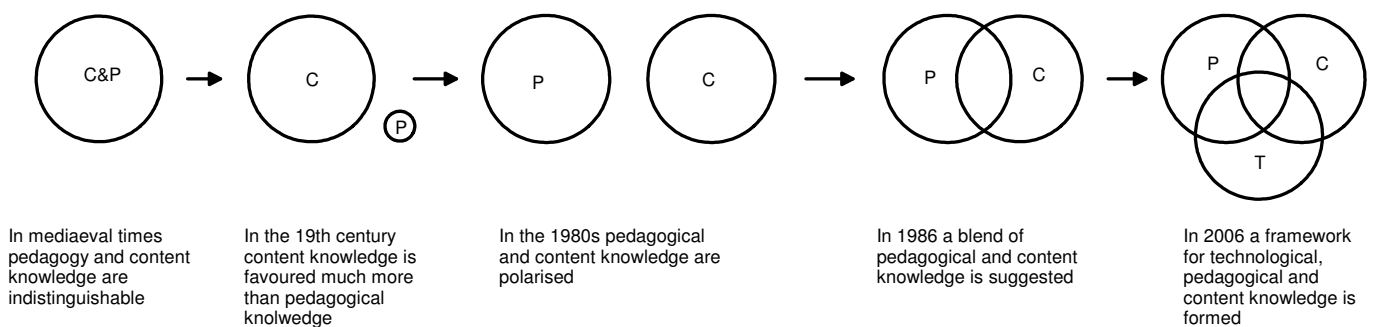 C&P
C
P
P
C
P
C
P
C
T
In mediaeval times
pedagogy and content
knowledge are
indistinguishable
In the 19th century
content knowledge is
favoured much more
than pedagogical
knolwedge
In the 1980s pedagogical
and content knowledge are
polarised
In 1986 a blend of
pedagogical and content
knowledge is suggested
In 2006 a framework
for technological,
pedagogical and
content knowledge is
formed